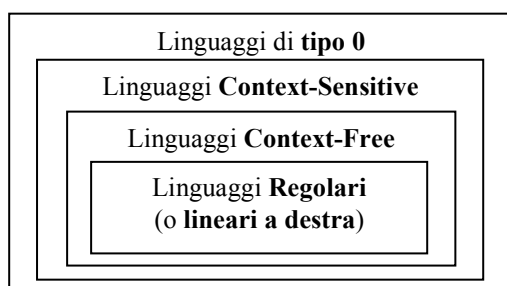 Linguaggi di tipo 0
Linguaggi Context-Sensitive
Linguaggi Context-Free
Linguaggi Regolari
(o lineari a destra)